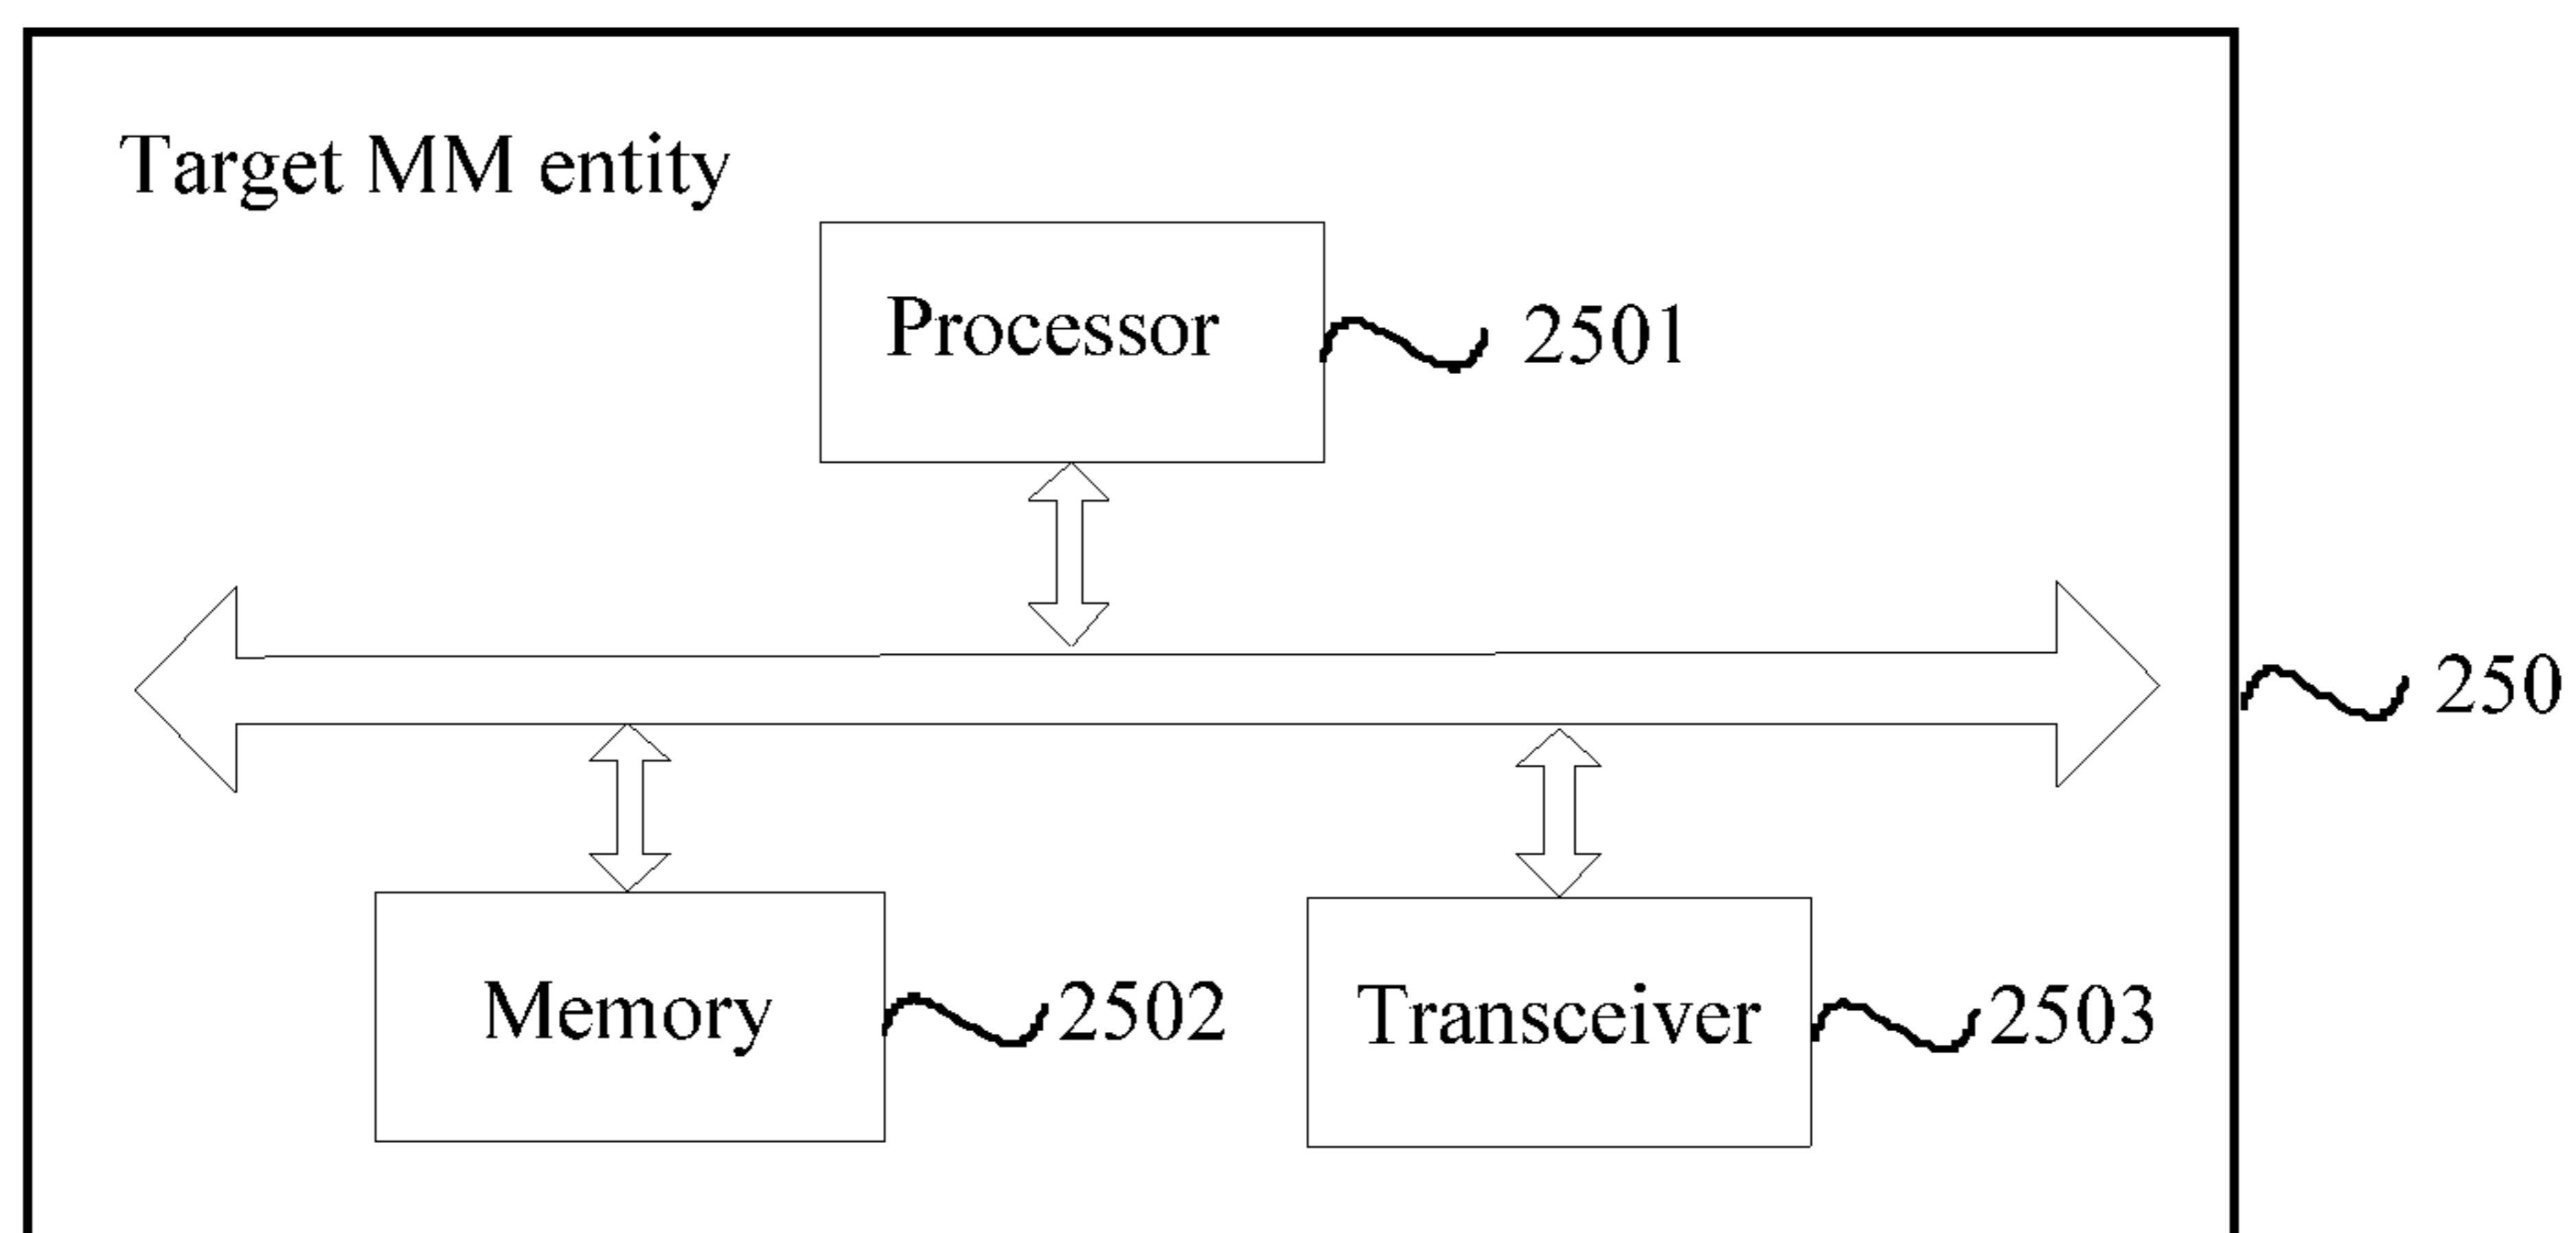 Target MM entity
Processor
2501
250
Memory
2502
Transceiver
2503